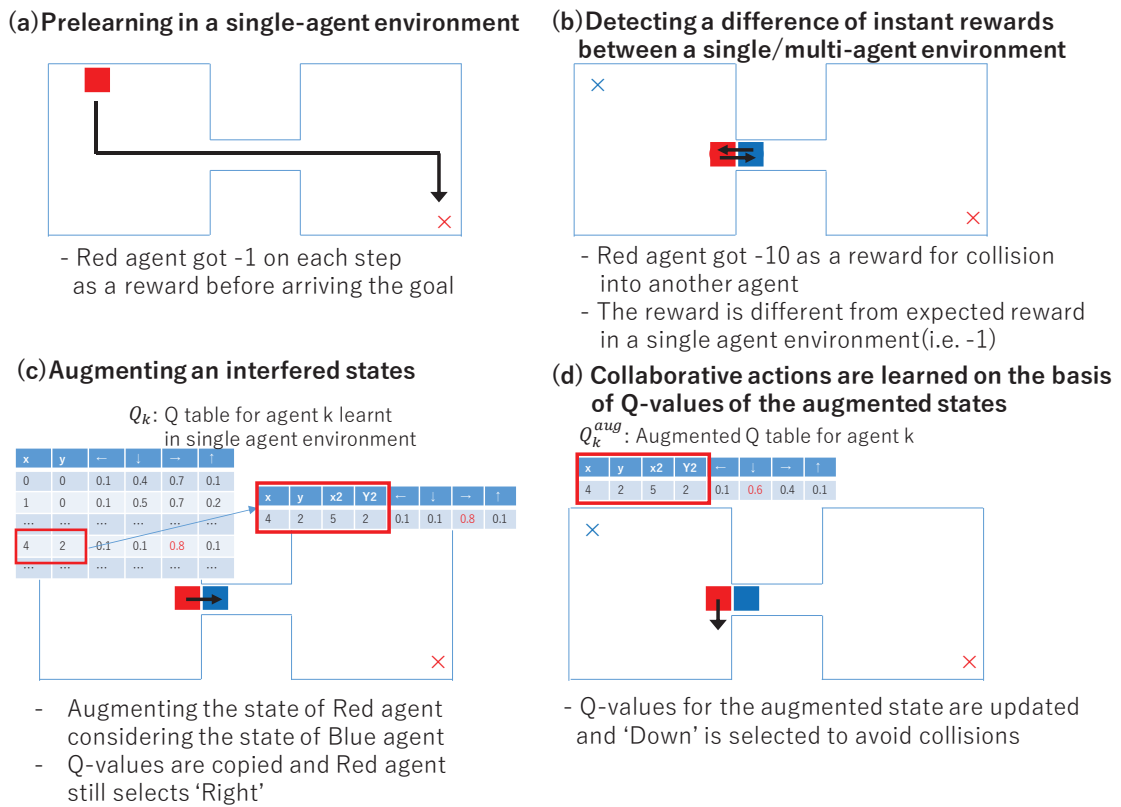 (a)Prelearning in a single-agent environment
- Red agent got -1 on each step
as a reward before arriving the goal
(b)Detecting a difference of instant rewards
between a single/multi-agent environment
- Red agent got -10 as a reward for collision
into another agent
- The reward is different from expected reward
in a single agent environment(i.e. -1)
(c)Augmenting an interfered states
Q_k: Q table for agent k learnt
in single agent environment
x y ← ↓ → ↑
0 0 0.1 0.4 0.7 0.1
1 0 0.1 0.5 0.7 0.2
... ... ... ... ... ...
4 2 0.1 0.1 0.8 0.1
... ... ... ... ... ...
x y x2 Y2 ← ↓ → ↑
4 2 5 2 0.1 0.1 0.8 0.1
- Augmenting the state of Red agent
considering the state of Blue agent
- Q-values are copied and Red agent
still selects ‘Right’
(d) Collaborative actions are learned on the basis
of Q-values of the augmented states
Q_k^aug: Augmented Q table for agent k
x y x2 Y2 ← ↓ → ↑
4 2 5 2 0.1 0.6 0.4 0.1
- Q-values for the augmented state are updated
and ‘Down’ is selected to avoid collisions